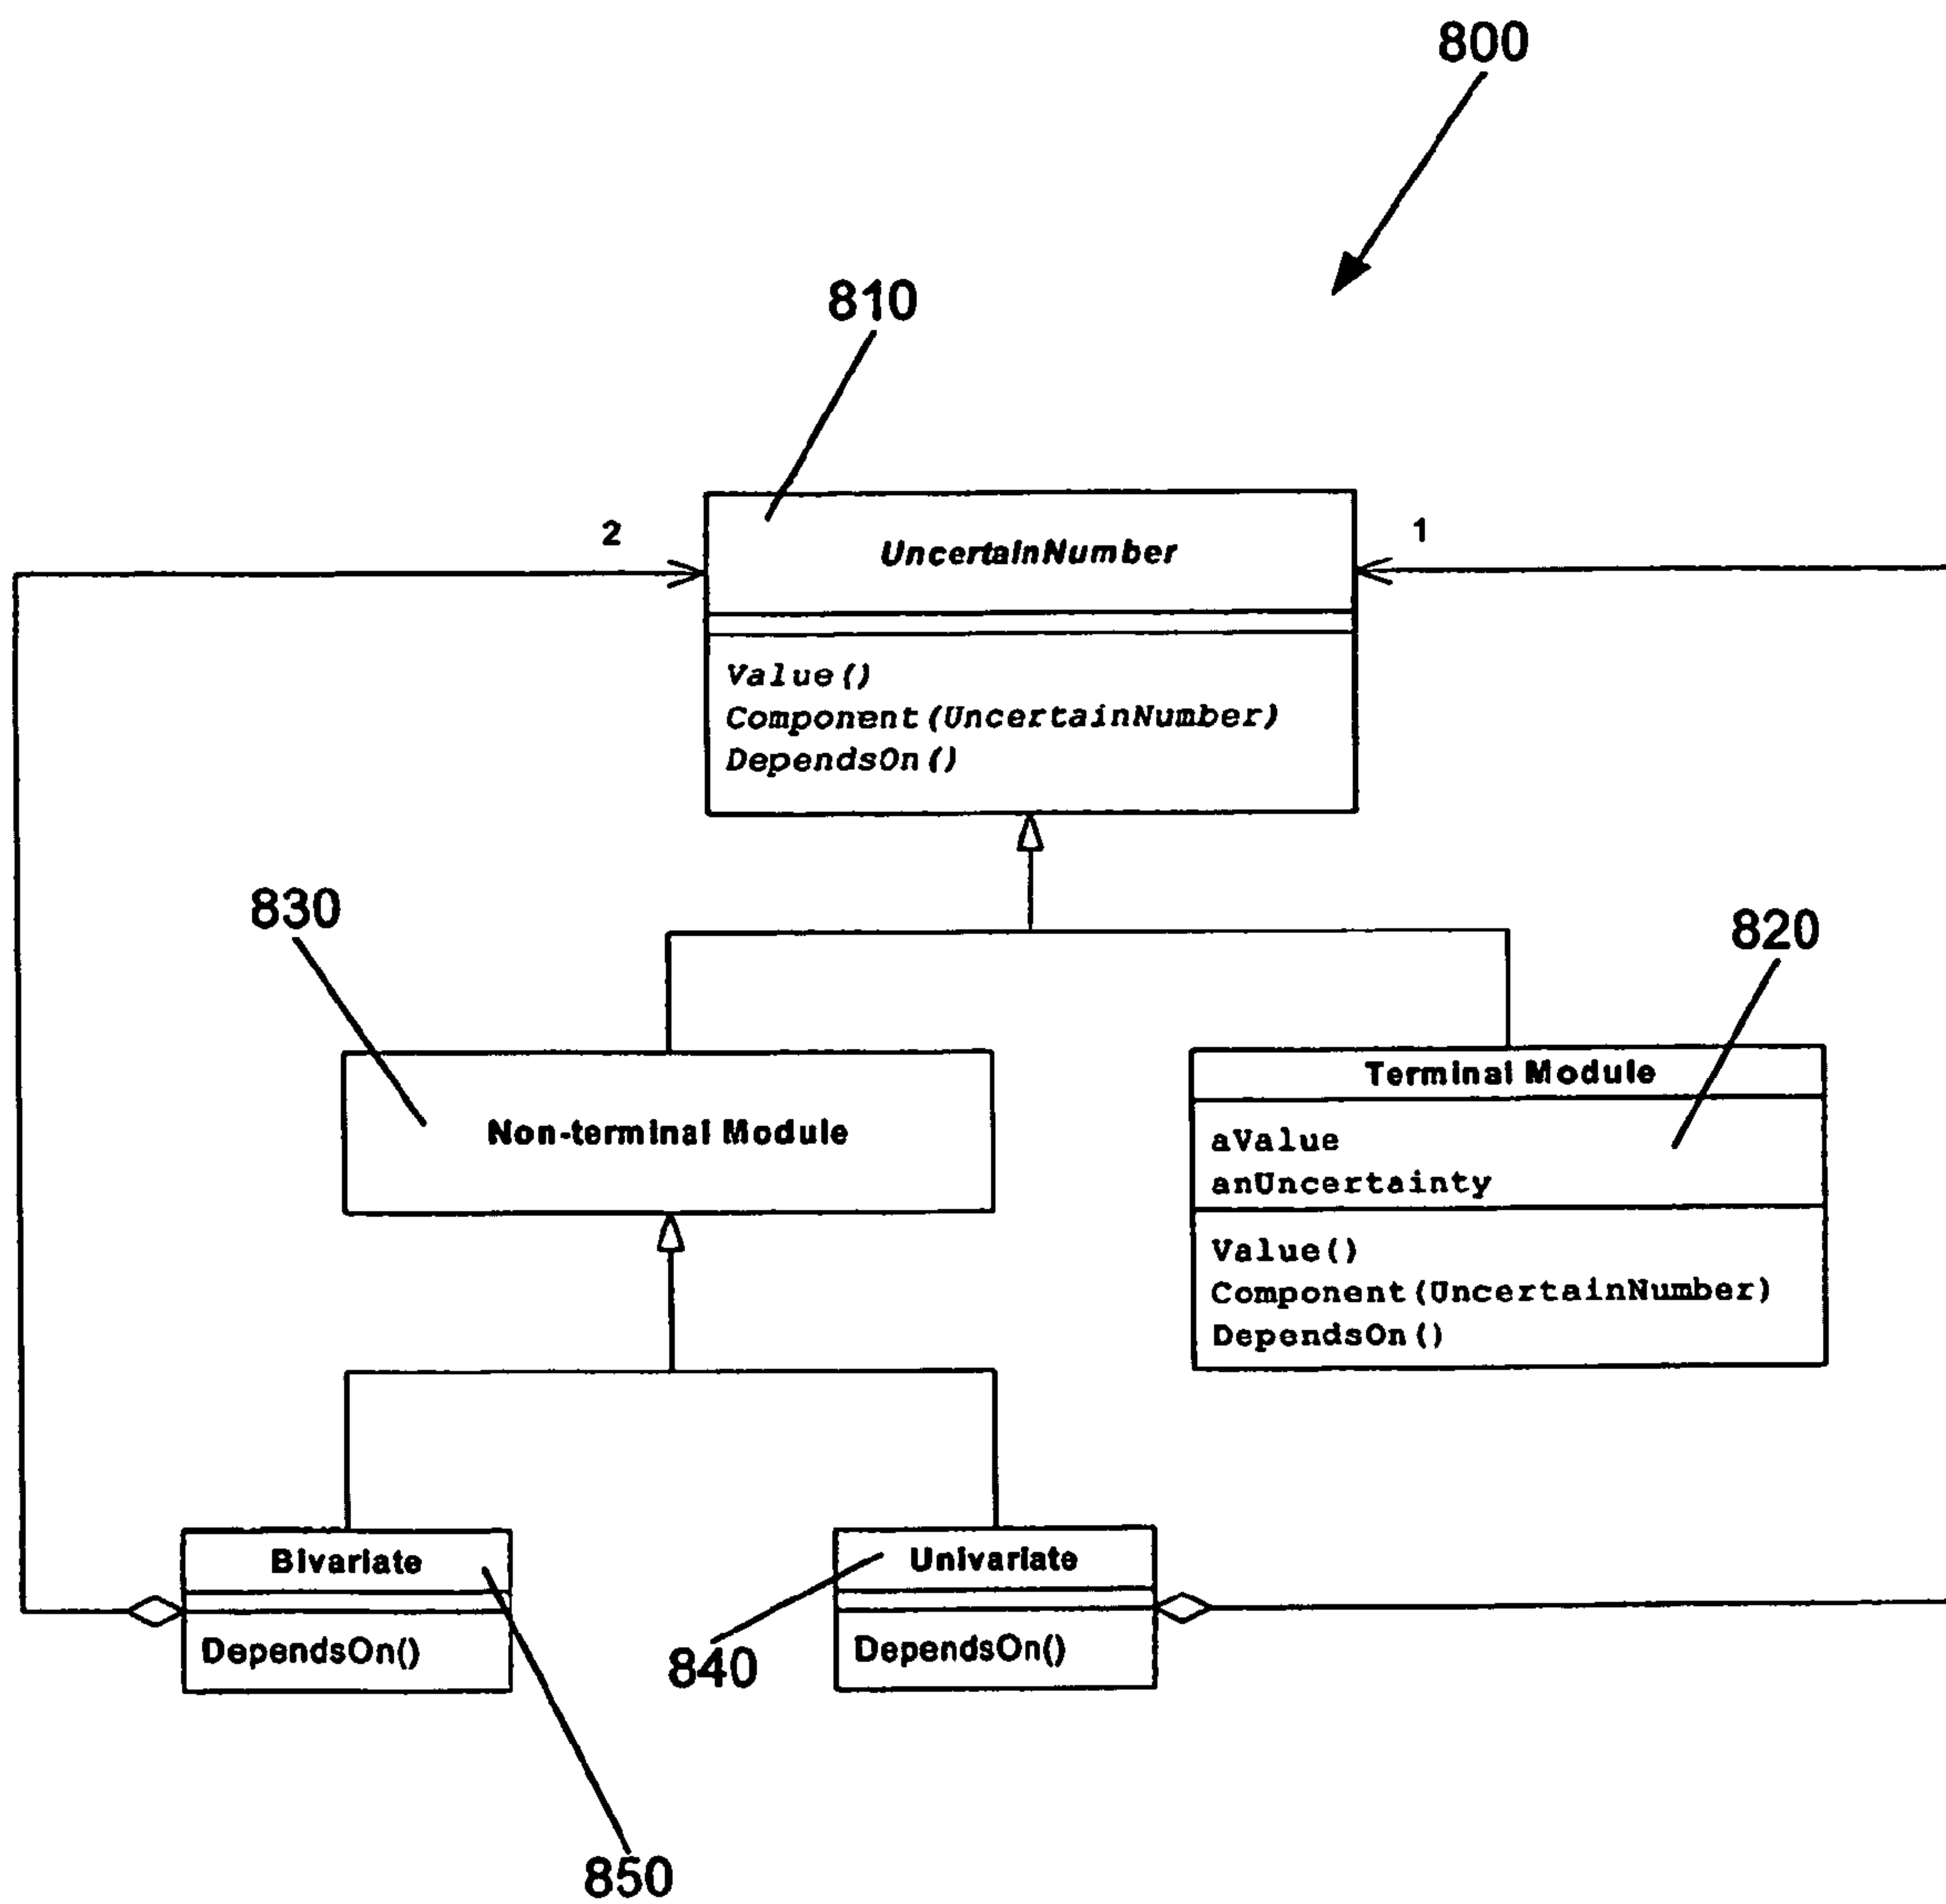 800
810
2
1
UncertainNumber
Value()
Component(UncertainNumber)
DependsOn()
830
820
Non-terminal Module
Terminal Module
aValue
anUncertainty
Value()
Component(UncertainNumber)
DependsOn()
Bivariate
DependsOn()
Univariate
DependsOn()
840
850